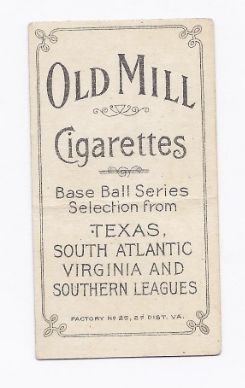 OLD MILL
Cigarettes
Base Ball Series
Selection from
TEXAS,
SOUTH ATLANTIC
VIRGINIA AND
SOUTHERN LEAGUES
FACTORY Nº 25, 2ᴰ DIST. VA.